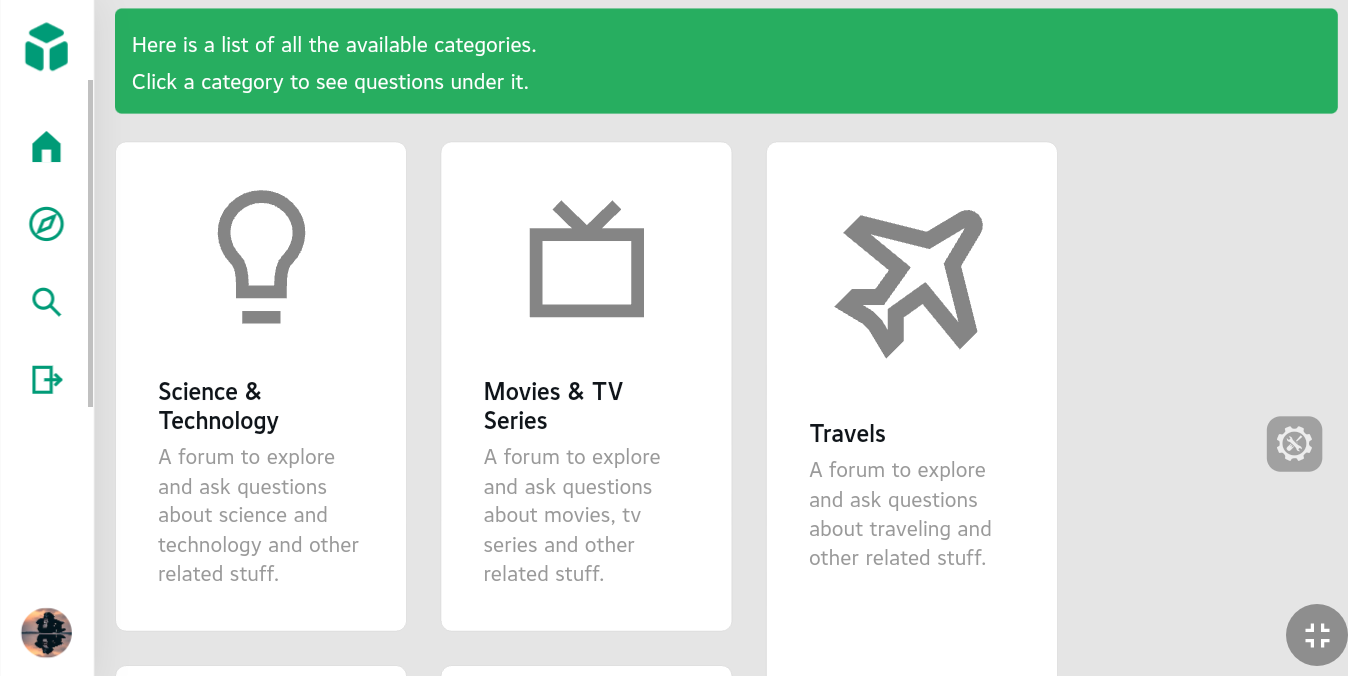 Here is a list of all the available categories.
Click a category to see questions under it.
Science &
Technology
A forum to explore
and ask questions
about science and
technology and other
related stuff.
Movies & TV
Series
A forum to explore
and ask questions
about movies, tv
series and other
related stuff.
Travels
A forum to explore
and ask questions
about traveling and
other related stuff.